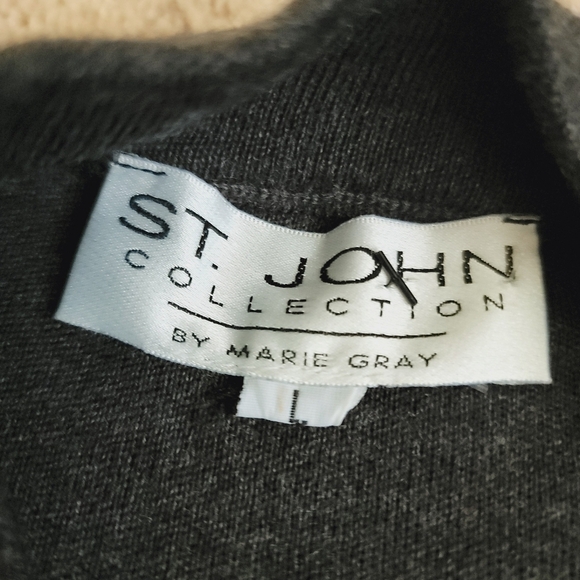 ST. JOHN
COLLECTION
BY MARIE GRAY
L